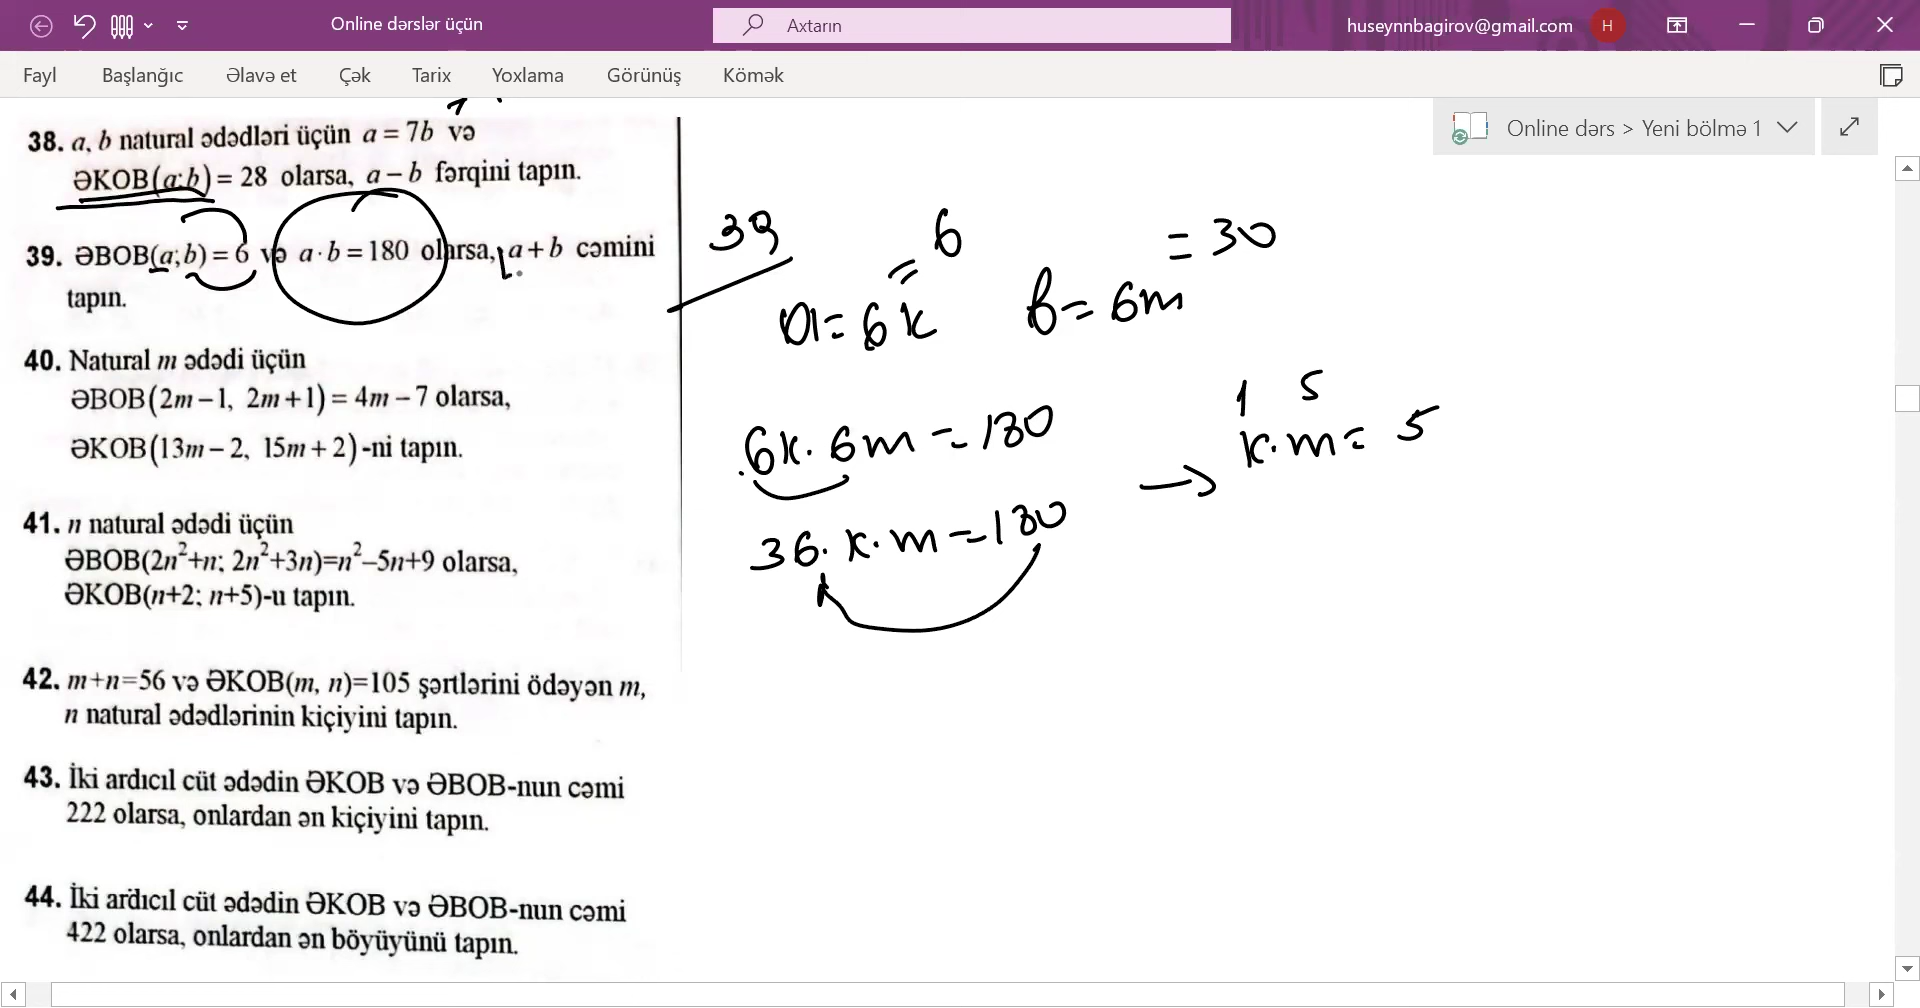 Online dərslər üçün
Axtarın
huseynnbagirov@gmail.com
H
Fayl Başlanğıc Əlavə et Çək Tarix Yoxlama Görünüş Kömək
Online dərs > Yeni bölmə 1
38. a, b natural ədədləri üçün a = 7b və
ƏKOB(a;b) = 28 olarsa, a – b fərqini tapın.
39. ƏBOB(a;b) = 6 və a · b = 180 olarsa, a + b cəmini
tapın.
40. Natural m ədədi üçün
ƏBOB(2m – 1, 2m + 1) = 4m – 7 olarsa,
ƏKOB(13m – 2, 15m + 2)-ni tapın.
41. n natural ədədi üçün
ƏBOB(2n²+n; 2n²+3n)=n²–5n+9 olarsa,
ƏKOB(n+2; n+5)-u tapın.
42. m+n=56 və ƏKOB(m, n)=105 şərtlərini ödəyən m,
n natural ədədlərinin kiçiyini tapın.
43. İki ardıcıl cüt ədədin ƏKOB və ƏBOB-nun cəmi
222 olarsa, onlardan ən kiçiyini tapın.
44. İki ardıcıl cüt ədədin ƏKOB və ƏBOB-nun cəmi
422 olarsa, onlardan ən böyüyünü tapın.
39
= 6 = 30
a = 6k b = 6m
6k · 6m = 180
36 · k · m = 180
→
1 5
k · m = 5